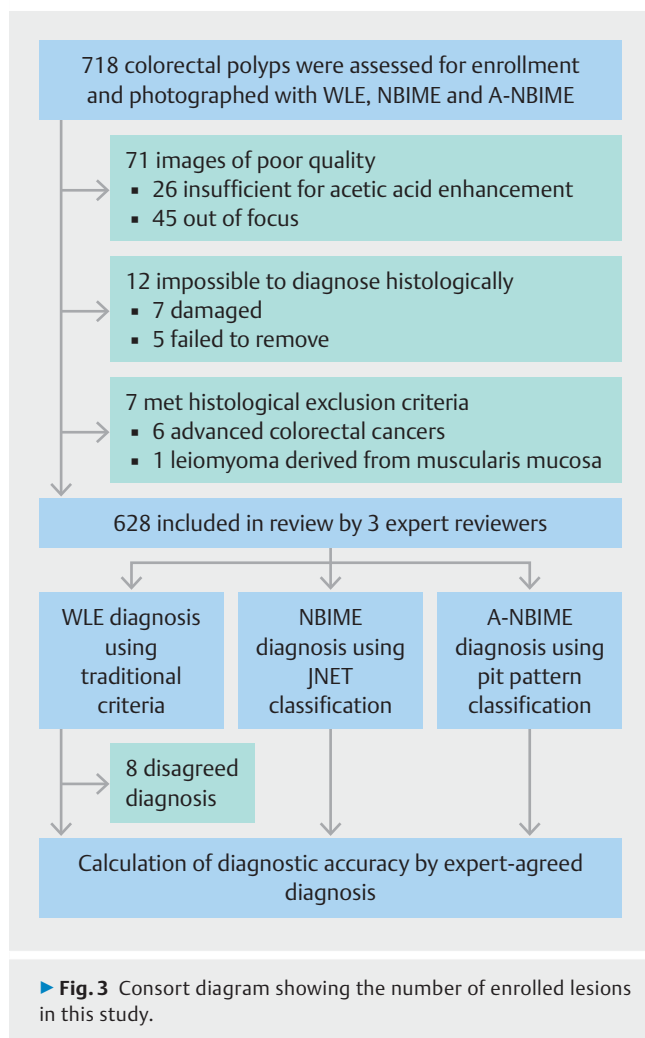 718 colorectal polyps were assessed for enrollment
and photographed with WLE, NBIME and A-NBIME
71 images of poor quality
▪ 26 insufficient for acetic acid enhancement
▪ 45 out of focus
12 impossible to diagnose histologically
▪ 7 damaged
▪ 5 failed to remove
7 met histological exclusion criteria
▪ 6 advanced colorectal cancers
▪ 1 leiomyoma derived from muscularis mucosa
628 included in review by 3 expert reviewers
WLE diagnosis
using
traditional
criteria
NBIME
diagnosis using
JNET
classification
A-NBIME
diagnosis using
pit pattern
classification
8 disagreed
diagnosis
Calculation of diagnostic accuracy by expert-agreed
diagnosis
▶ Fig. 3 Consort diagram showing the number of enrolled lesions
in this study.